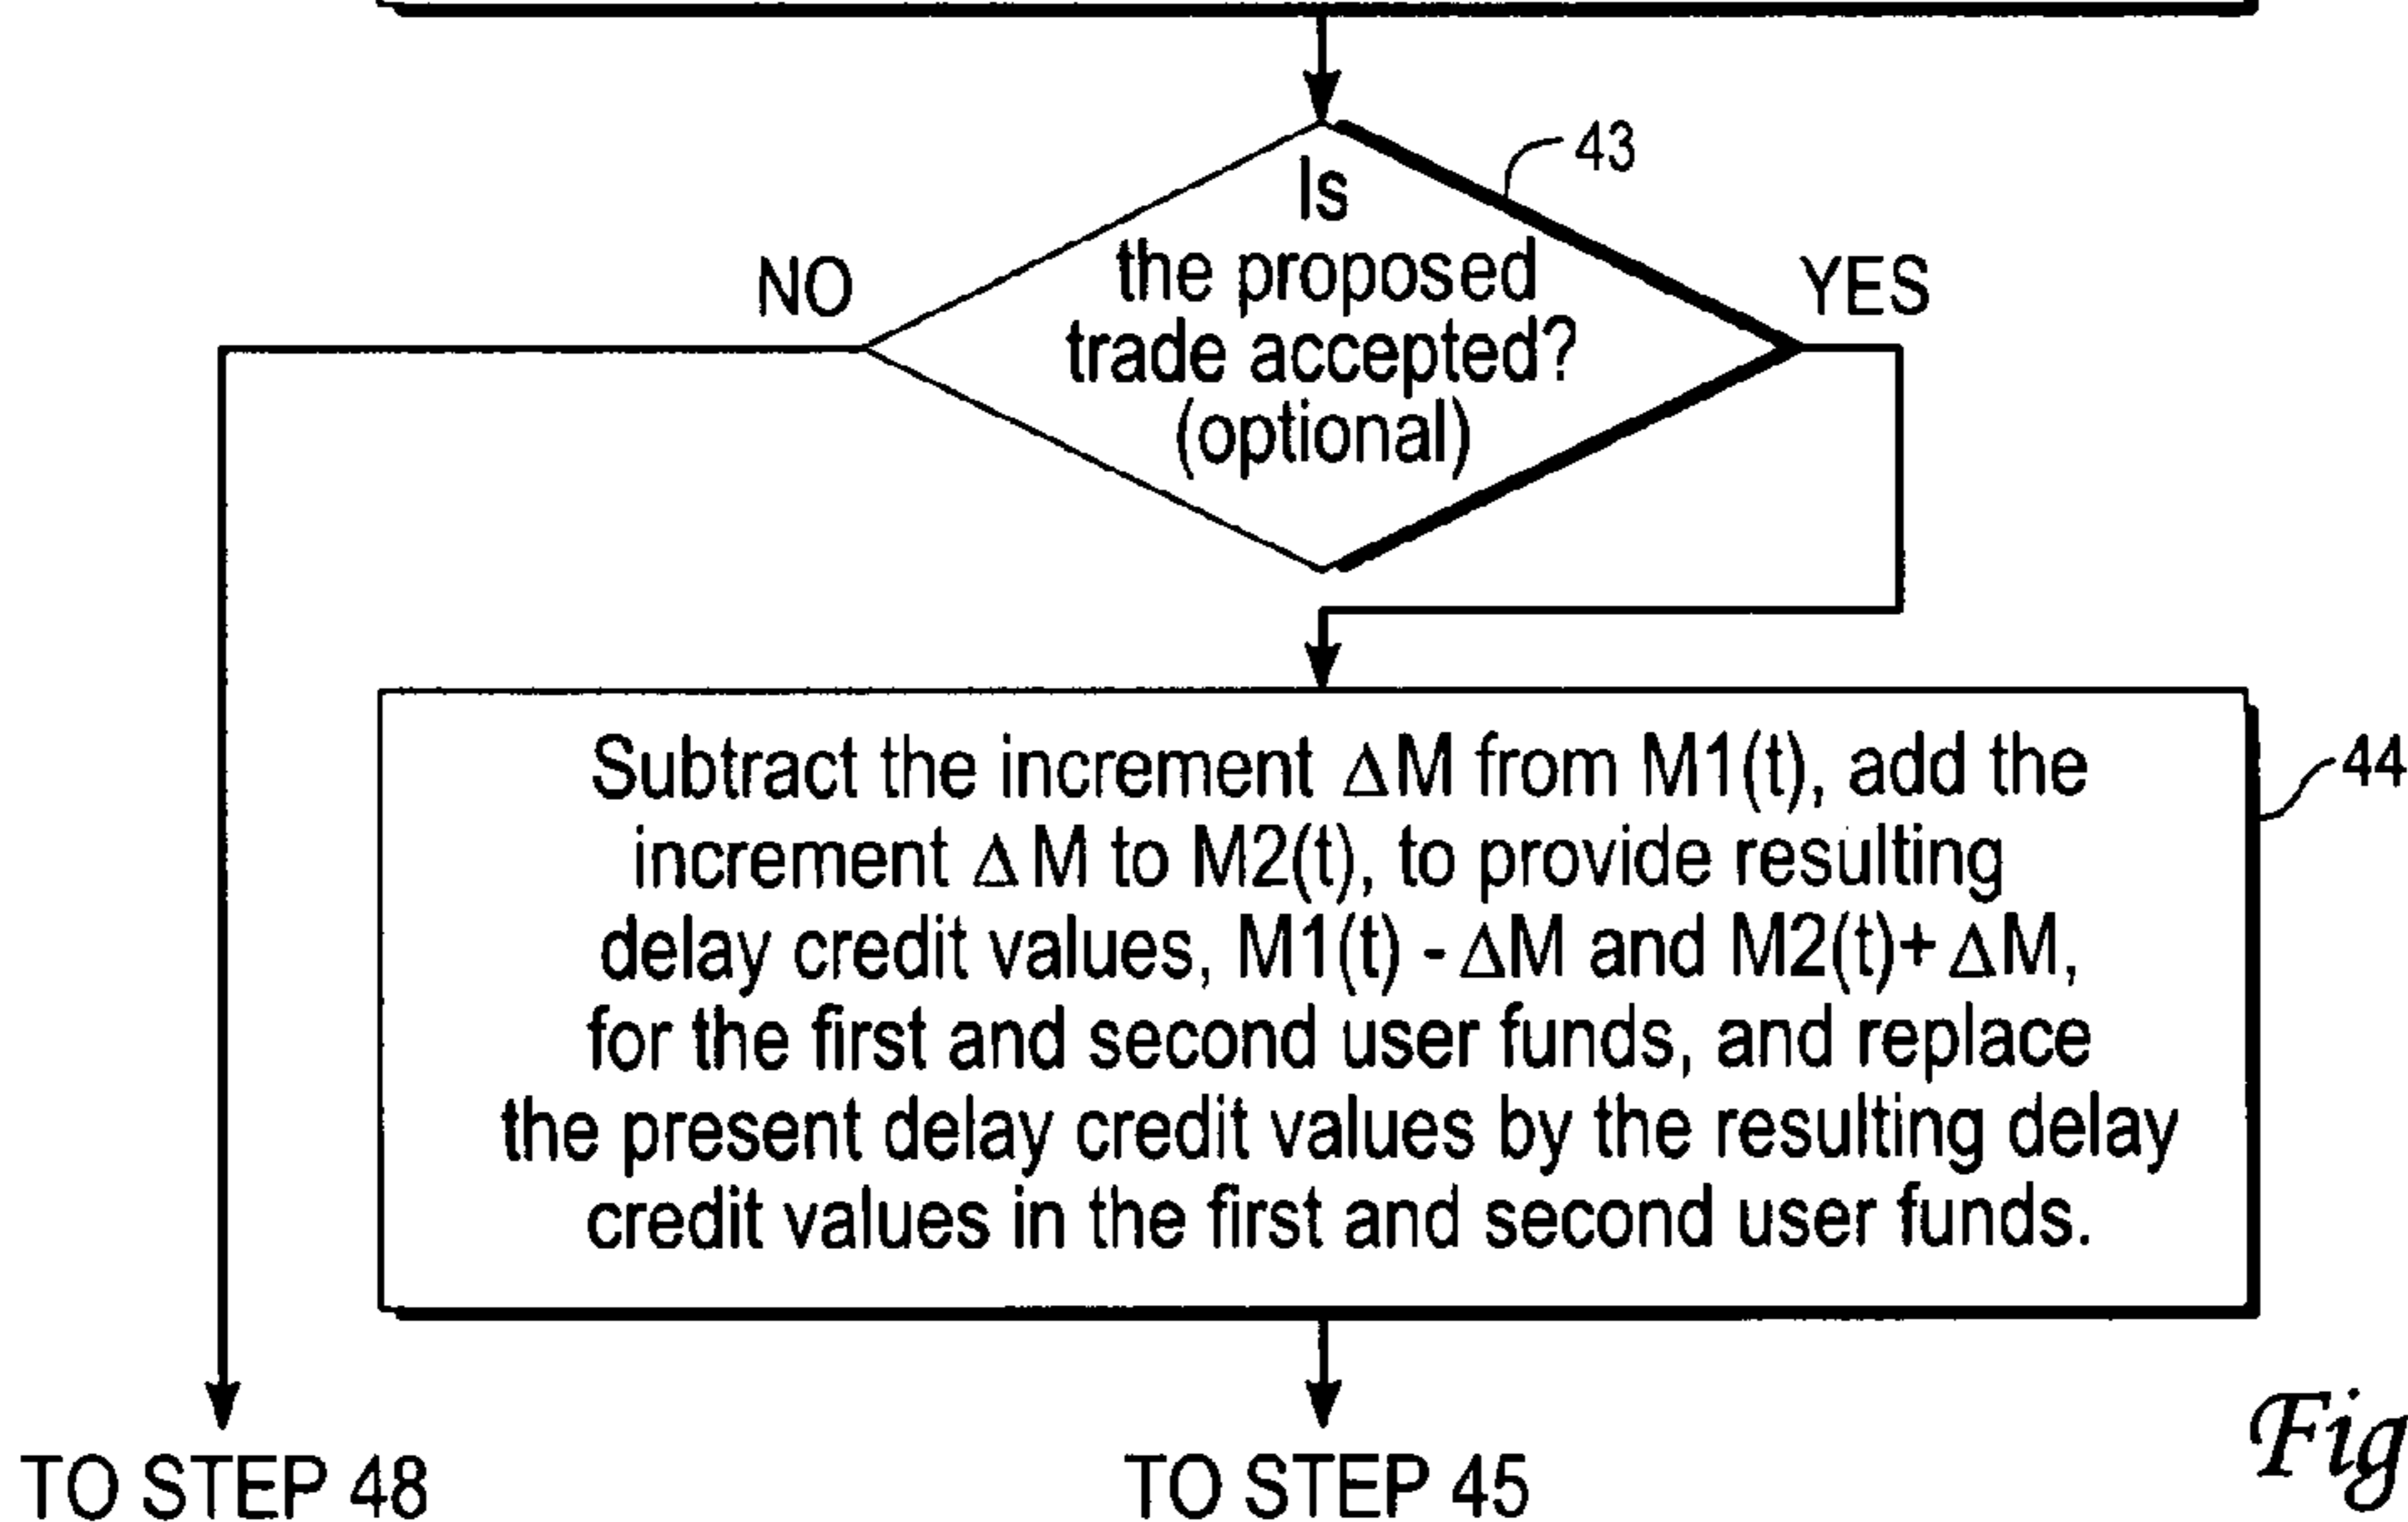 43
Is
the proposed
trade accepted?
(optional)
NO
YES
Subtract the increment ΔM from M1(t), add the
increment ΔM to M2(t), to provide resulting
delay credit values, M1(t) - ΔM and M2(t)+ ΔM,
for the first and second user funds, and replace
the present delay credit values by the resulting delay
credit values in the first and second user funds.
44
TO STEP 48
TO STEP 45
Fig